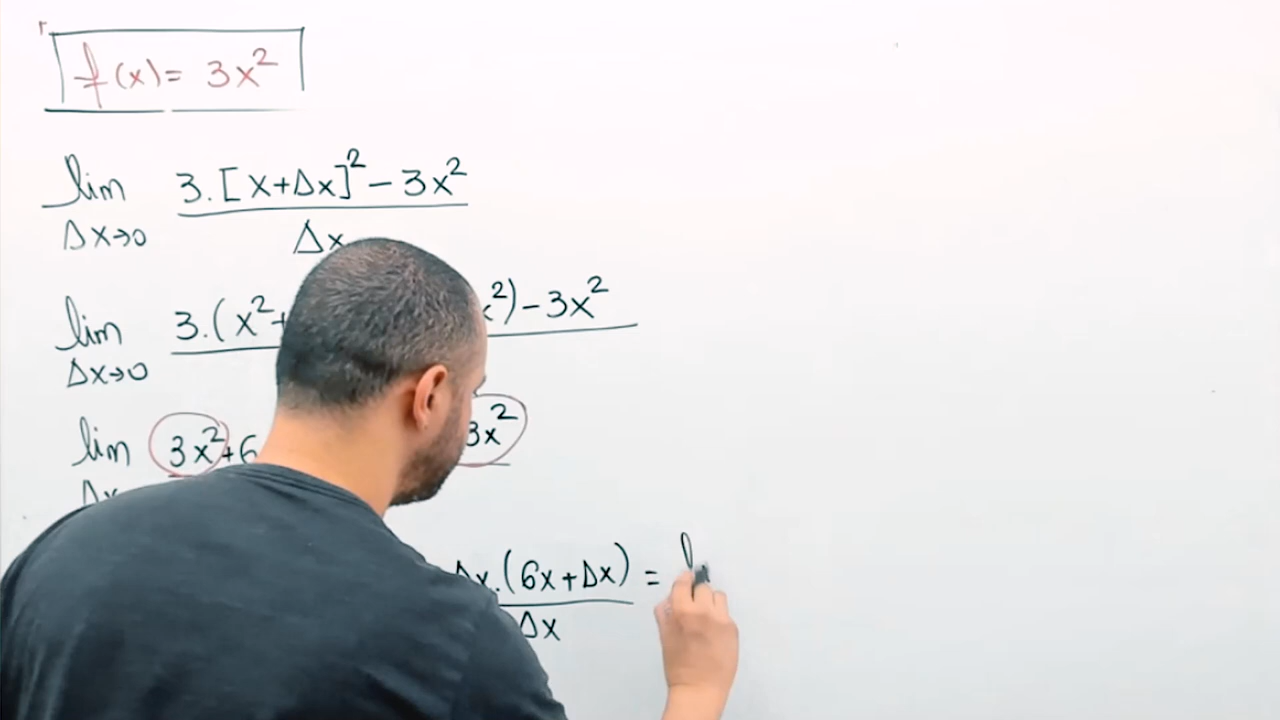 f(x) = 3x²
lim 3.[x+Δx]² - 3x²
Δx→0 Δx
lim 3.(x²+ ²) - 3x²
Δx→0
lim 3x²+6 3x²
Δx
Δx.(6x+Δx) =
Δx